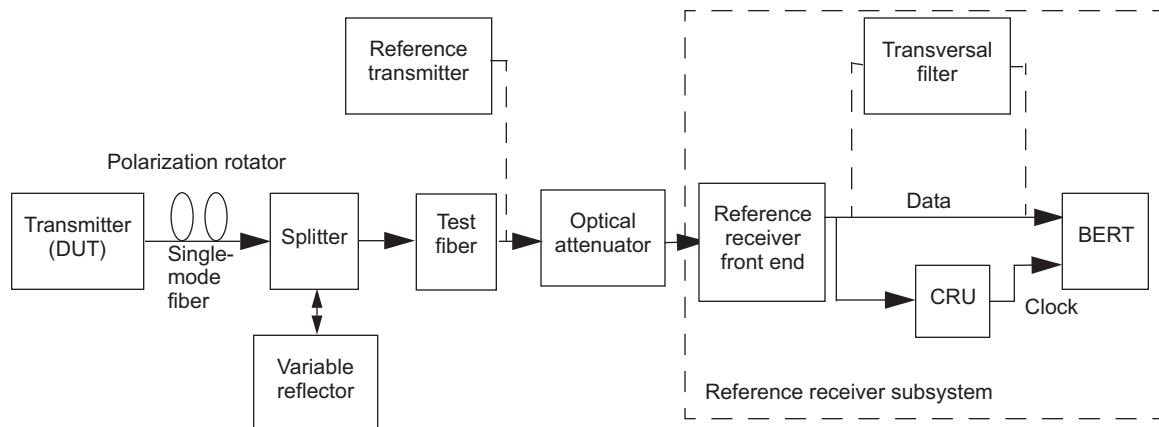 Reference
transmitter
Transversal
filter
Polarization rotator
Transmitter
(DUT)
Single-
mode
fiber
Splitter
Test
fiber
Optical
attenuator
Reference
receiver
front end
Data
BERT
CRU
Clock
Variable
reflector
Reference receiver subsystem